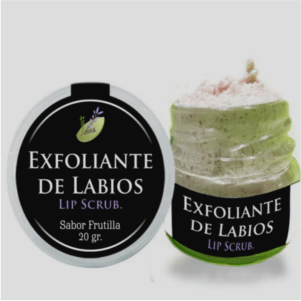 EXFOLIANTE
DE LABIOS
LIP SCRUB.
Sabor Frutilla
20 gr.
EXFOLIANTE
DE LABIOS
LIP SCRUB.